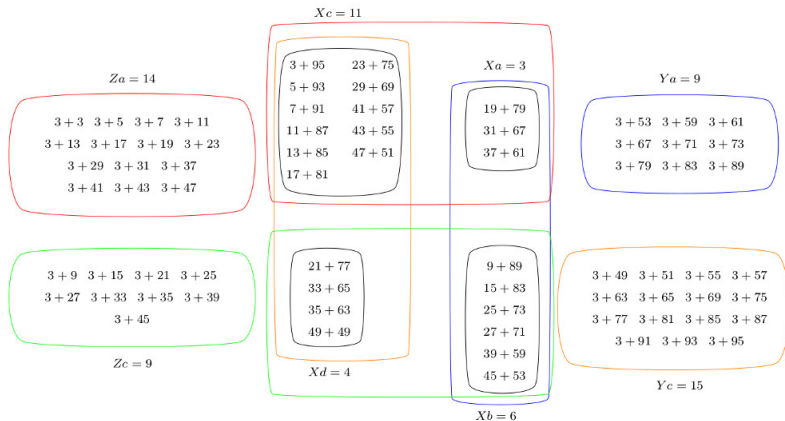 Xc = 11
Za = 14
3 + 3 3 + 5 3 + 7 3 + 11
3 + 13 3 + 17 3 + 19 3 + 23
3 + 29 3 + 31 3 + 37
3 + 41 3 + 43 3 + 47
3 + 95 23 + 75
5 + 93 29 + 69
7 + 91 41 + 57
11 + 87 43 + 55
13 + 85 47 + 51
17 + 81
Xa = 3
19 + 79
31 + 67
37 + 61
Ya = 9
3 + 53 3 + 59 3 + 61
3 + 67 3 + 71 3 + 73
3 + 79 3 + 83 3 + 89
3 + 9 3 + 15 3 + 21 3 + 25
3 + 27 3 + 33 3 + 35 3 + 39
3 + 45
Zc = 9
21 + 77
33 + 65
35 + 63
49 + 49
Xd = 4
9 + 89
15 + 83
25 + 73
27 + 71
39 + 59
45 + 53
Xb = 6
3 + 49 3 + 51 3 + 55 3 + 57
3 + 63 3 + 65 3 + 69 3 + 75
3 + 77 3 + 81 3 + 85 3 + 87
3 + 91 3 + 93 3 + 95
Yc = 15